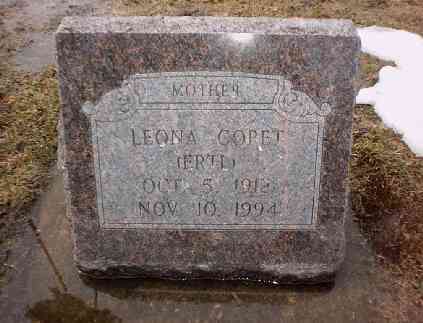 MOTHER
LEONA COPET
(ERTL)
OCT. 5, 1912
NOV. 10, 1994